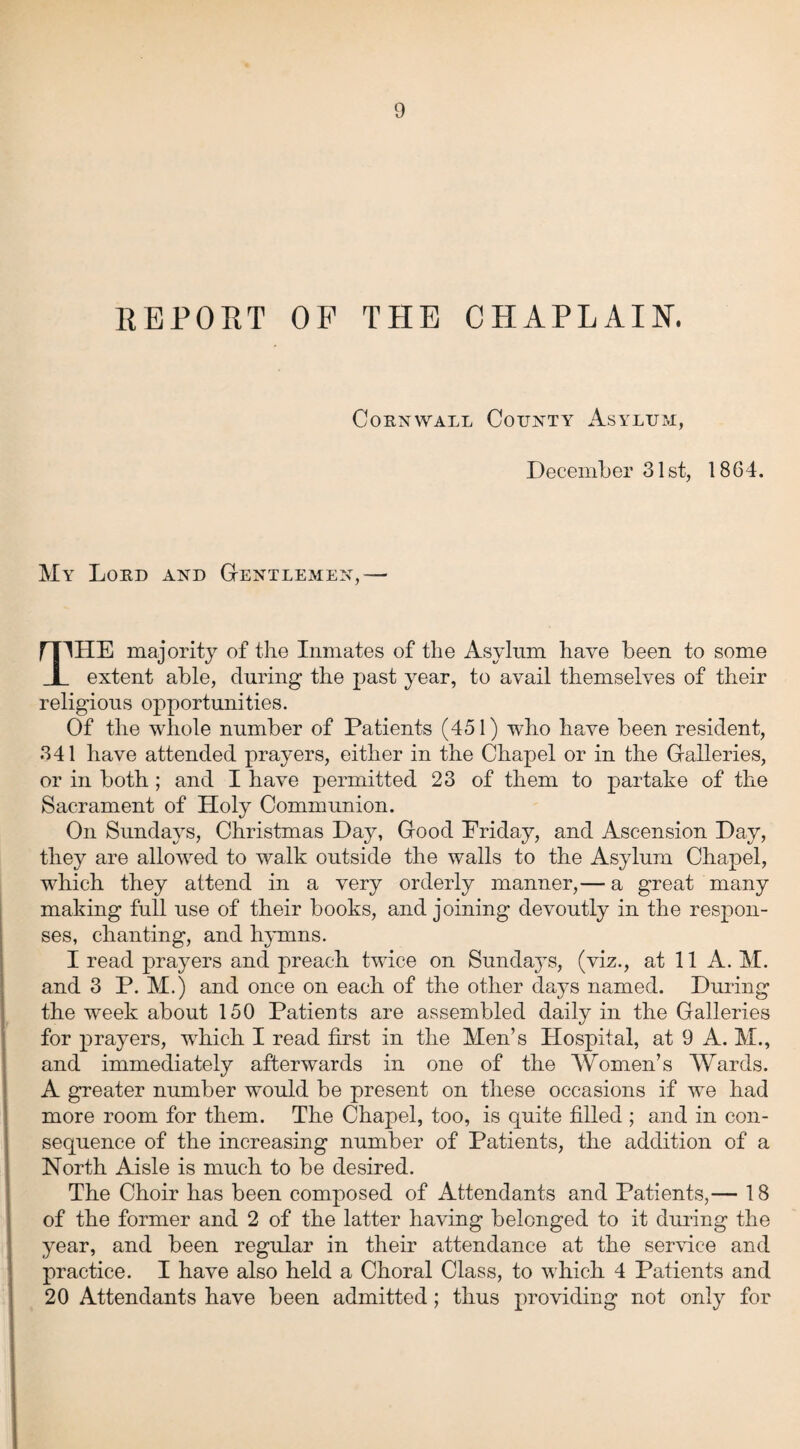 9
REPORT OF THE CHAPLAIN.
Cornwall County Asylum,
December 31st, 1864.
My Lord and Gentlemen,—
THE majority of the Inmates of the Asylum have been to some
extent able, during the past year, to avail themselves of their
religious opportunities.
Of the whole number of Patients (451) who have been resident,
341 have attended prayers, either in the Chapel or in the Galleries,
or in both; and I have permitted 23 of them to partake of the
Sacrament of Holy Communion.
On Sundays, Christmas Day, Good Friday, and Ascension Day,
they are allowed to walk outside the walls to the Asylum Chapel,
which they attend in a very orderly manner,—a great many
making full use of their books, and joining devoutly in the respon-
ses, chanting, and hymns.
I read prayers and preach twice on Sundays, (viz., at 11 A. M.
and 3 P. M.) and once on each of the other days named. During
the week about 150 Patients are assembled daily in the Galleries
for prayers, which I read first in the Men's Hospital, at 9 A. M.,
and immediately afterwards in one of the Women's Wards.
A greater number would be present on these occasions if we had
more room for them. The Chapel, too, is quite filled; and in con-
sequence of the increasing number of Patients, the addition of a
North Aisle is much to be desired.
The Choir has been composed of Attendants and Patients,—18
of the former and 2 of the latter having belonged to it during the
year, and been regular in their attendance at the service and
practice. I have also held a Choral Class, to which 4 Patients and
20 Attendants have been admitted; thus providing not only for